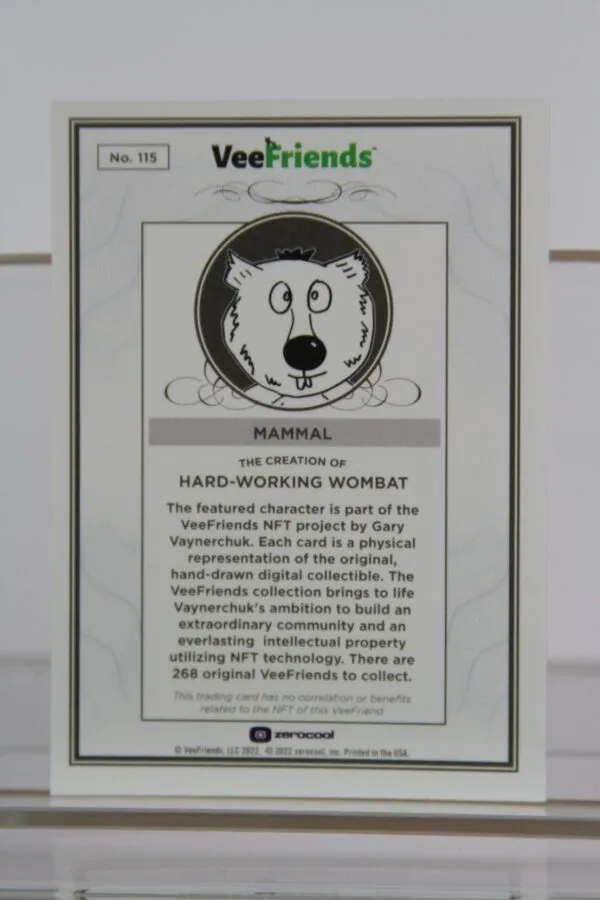 No. 115
VeeFriends™
MAMMAL
THE CREATION OF
HARD-WORKING WOMBAT
The featured character is part of the
VeeFriends NFT project by Gary
Vaynerchuk. Each card is a physical
representation of the original,
hand-drawn digital collectible. The
VeeFriends collection brings to life
Vaynerchuk's ambition to build an
extraordinary community and an
everlasting intellectual property
utilizing NFT technology. There are
268 original VeeFriends to collect.
This trading card has no correlation or benefits
related to the NFT of this VeeFriend
zerocool
© VeeFriends, LLC 2022. © 2022 zerocool, Inc. Printed in the USA.